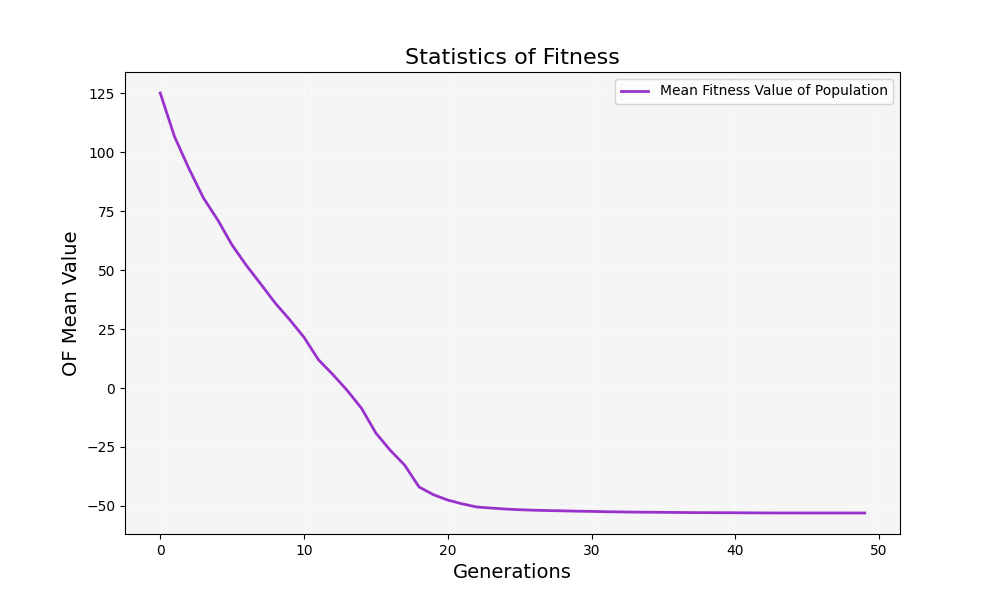 Statistics of Fitness
Mean Fitness Value of Population
OF Mean Value
125
100
75
50
25
0
−25
−50
0 10 20 30 40 50
Generations